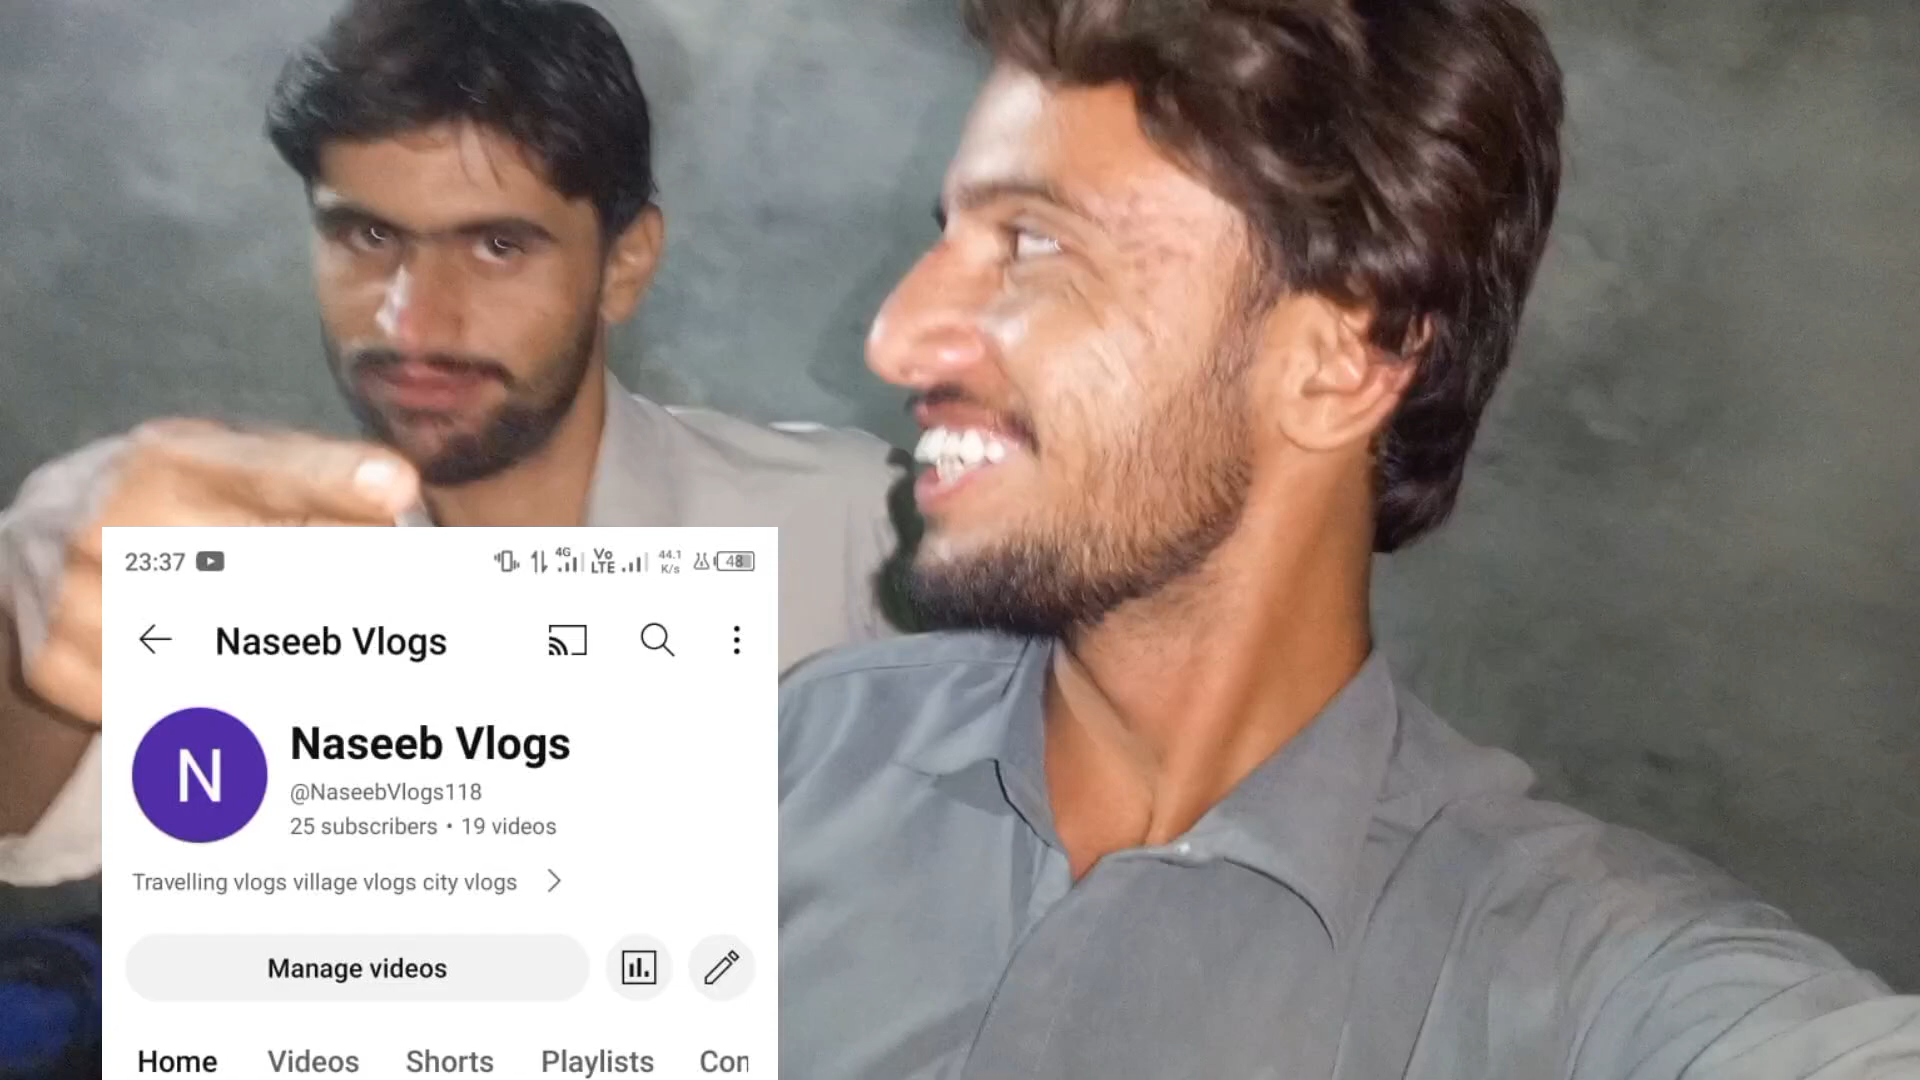 23:37 4G Vo LTE 44.1 K/s 48
Naseeb Vlogs
N
Naseeb Vlogs
@NaseebVlogs118
25 subscribers • 19 videos
Travelling vlogs village vlogs city vlogs
Manage videos
Home Videos Shorts Playlists Con